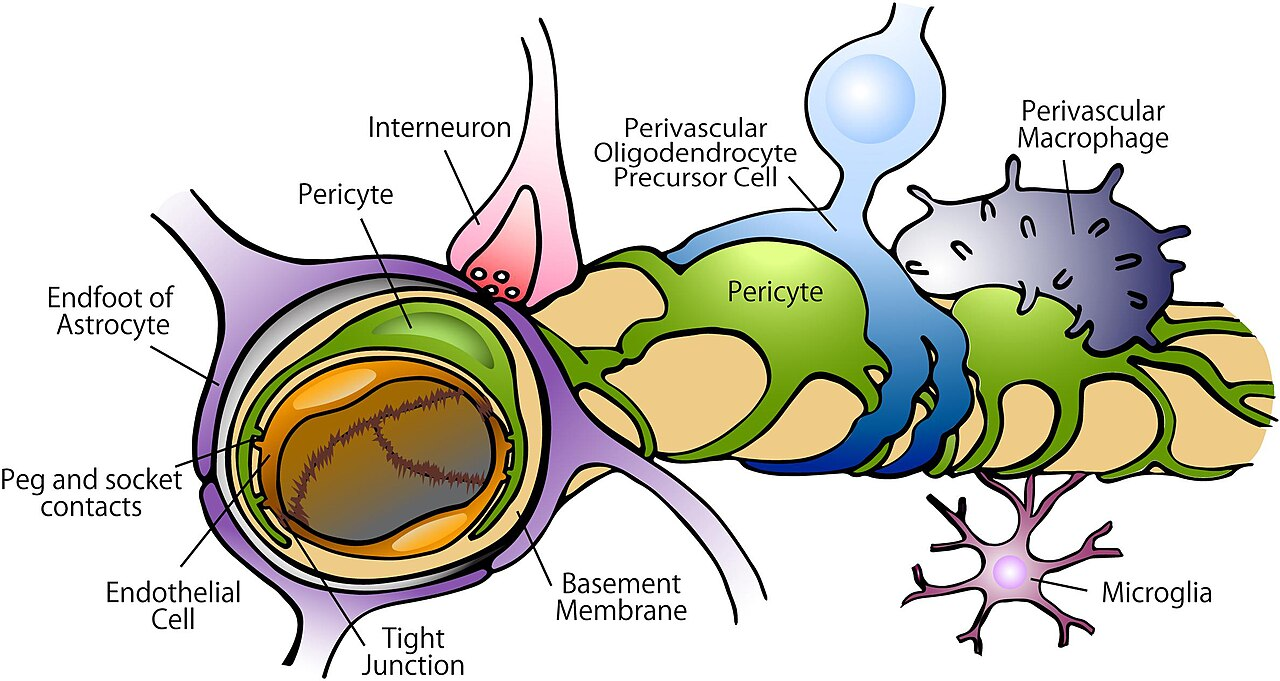 Interneuron
Perivascular
Oligodendrocyte
Precursor Cell
Perivascular
Macrophage
Pericyte
Endfoot of
Astrocyte
Pericyte
Peg and socket
contacts
Endothelial
Cell
Tight
Junction
Basement
Membrane
Microglia